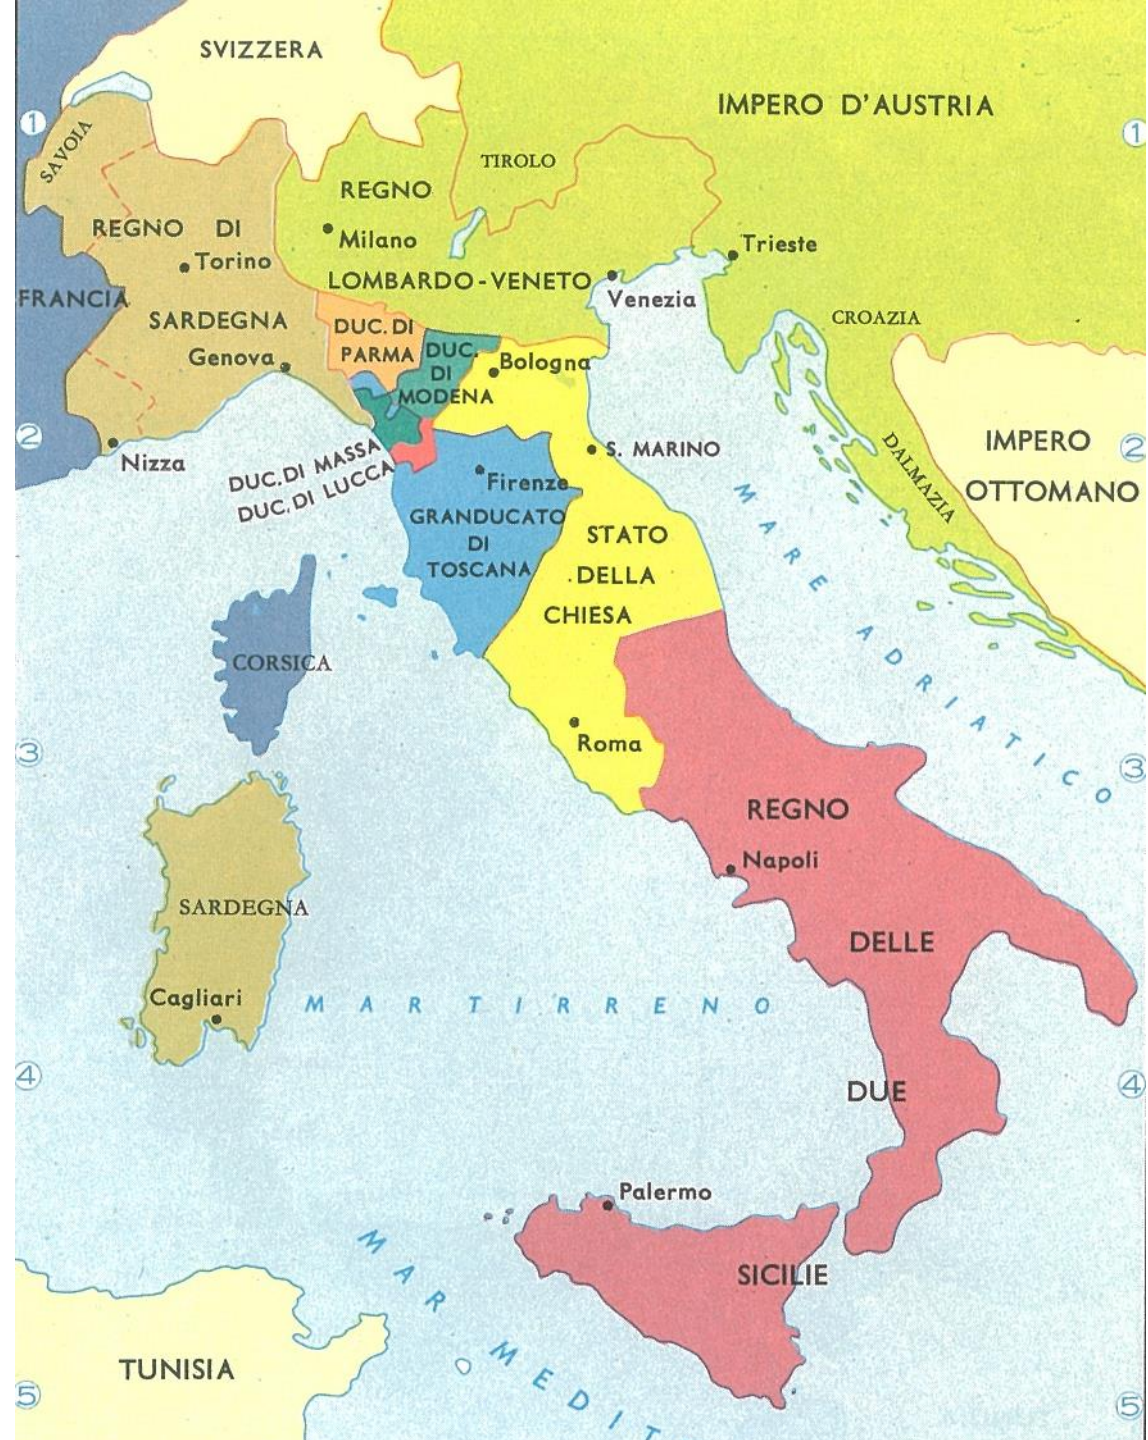 SVIZZERA
IMPERO D'AUSTRIA
1
1
SAVOIA
TIROLO
REGNO
REGNO DI
Milano
Trieste
Torino
LOMBARDO-VENETO
FRANCIA
Venezia
SARDEGNA
CROAZIA
DUC. DI
PARMA
DUC.
DI
MODENA
Genova
Bologna
2
2
Nizza
DUC. DI MASSA
DUC. DI LUCCA
S. MARINO
IMPERO
OTTOMANO
DALMAZIA
Firenze
GRANDUCATO
DI
TOSCANA
STATO
DELLA
CHIESA
MARE ADRIATICO
CORSICA
3
3
Roma
REGNO
Napoli
SARDEGNA
DELLE
Cagliari
MAR TIRRENO
4
4
DUE
Palermo
SICILIE
MAR MEDIT
TUNISIA
5
5